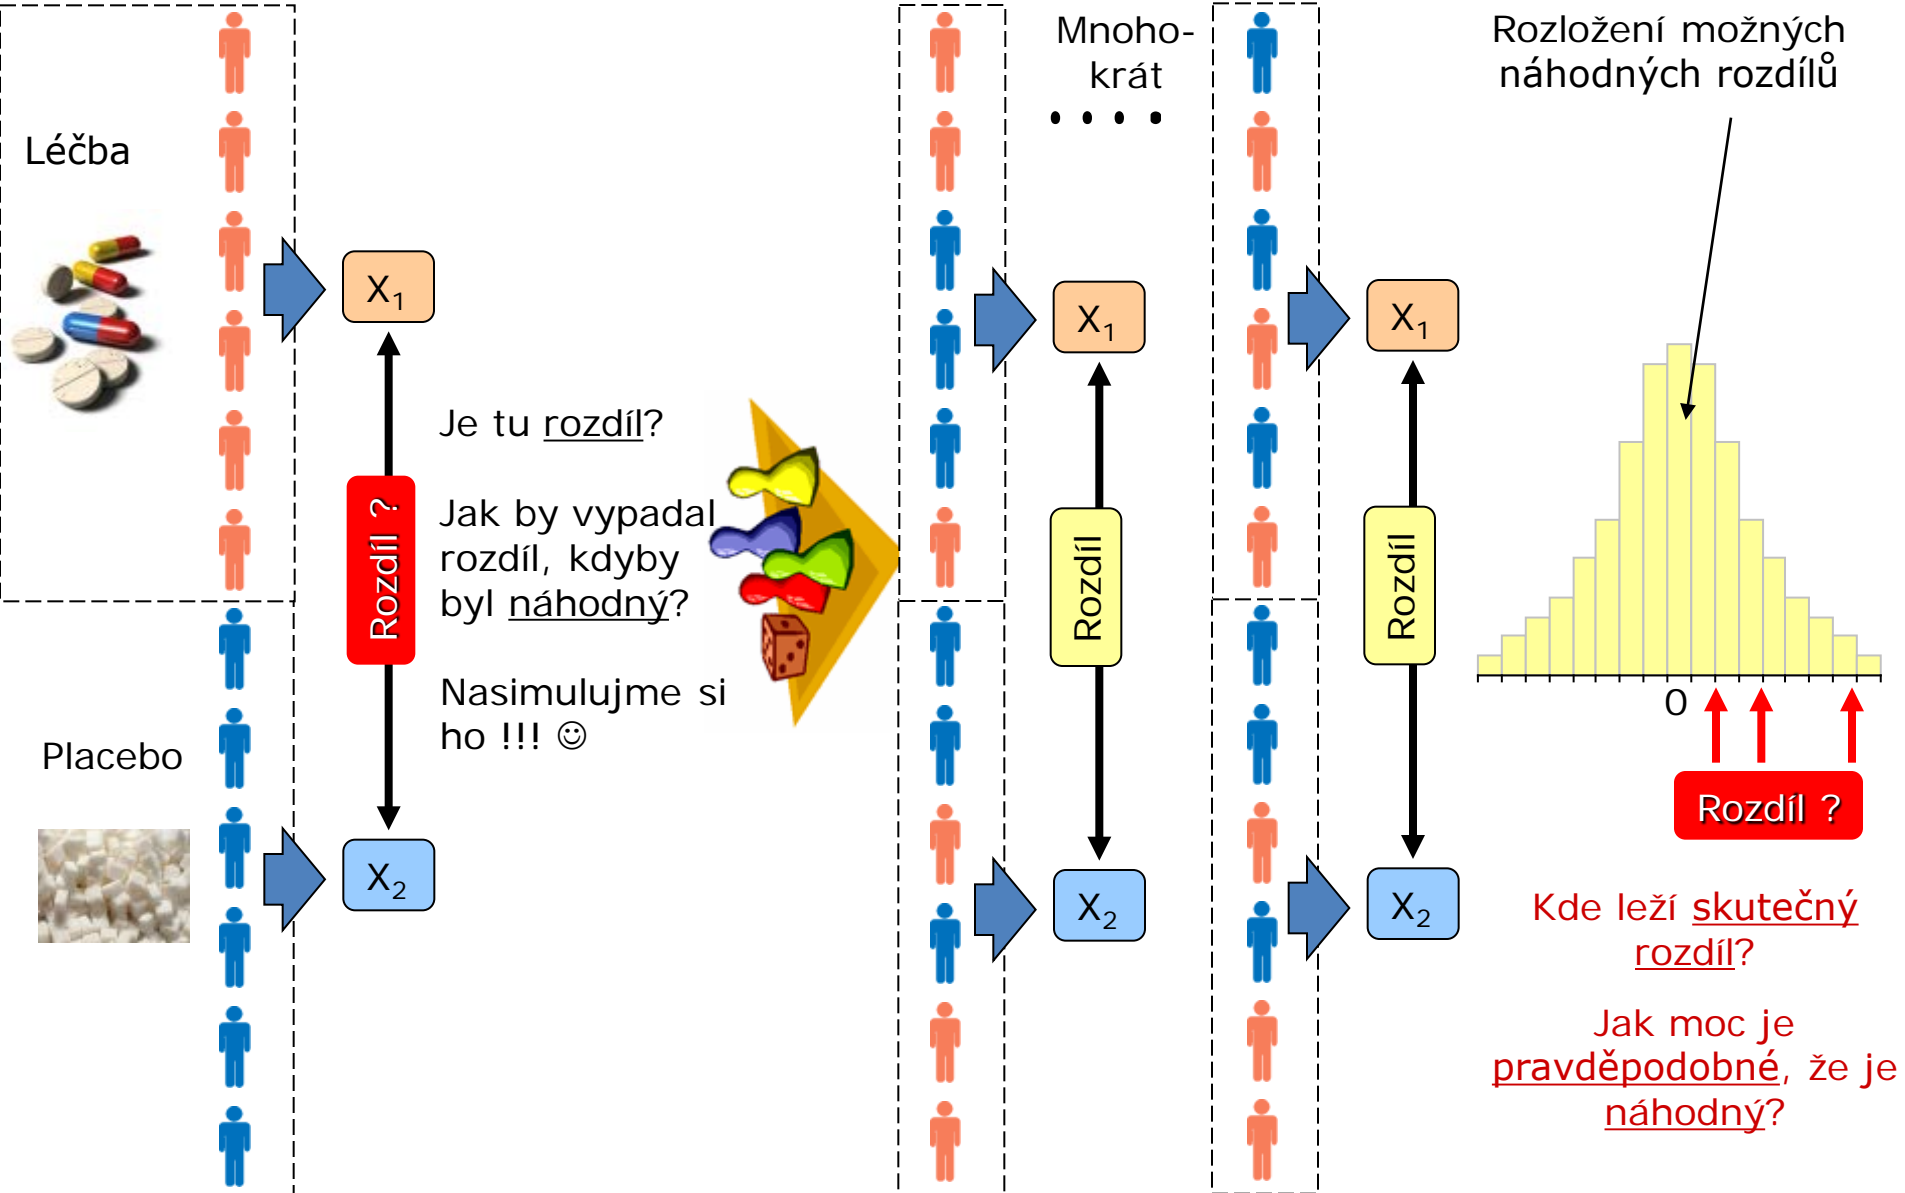 Léčba
Placebo
X1
Rozdíl ?
X2
Je tu rozdíl?
Jak by vypadal
rozdíl, kdyby
byl náhodný?
Nasimulujme si
ho !!! ☺
X1
Rozdíl
X2
Mnoho-
krát
. . . .
X1
Rozdíl
X2
Rozložení možných
náhodných rozdílů
0
Rozdíl ?
Kde leží skutečný
rozdíl?
Jak moc je
pravděpodobné, že je
náhodný?